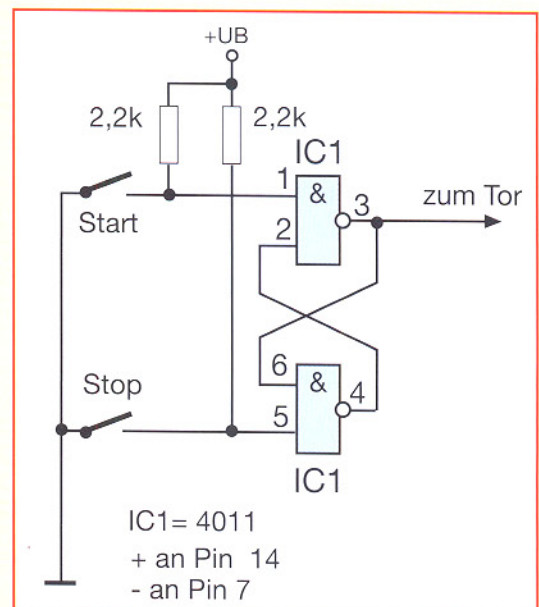 +UB
2,2k
2,2k
IC1
1
&
3
zum Tor
Start
2
Stop
6
&
4
5
IC1
IC1= 4011
+ an Pin 14
- an Pin 7